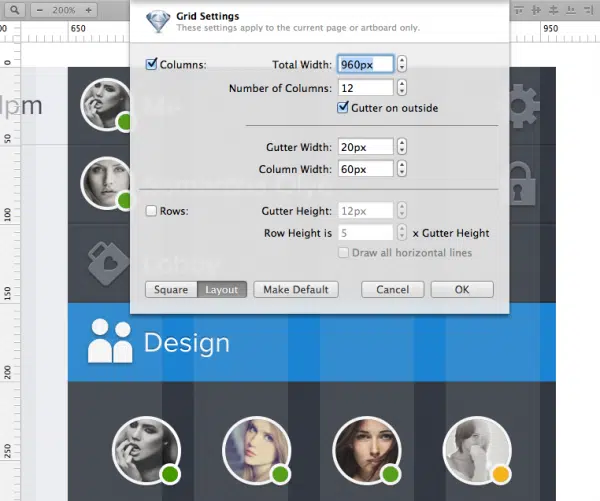 200%
650
950
Grid Settings
These settings apply to the current page or artboard only.
Columns:
Total Width: 960px
Number of Columns: 12
Gutter on outside
Gutter Width: 20px
Column Width: 60px
Rows:
Gutter Height: 12px
Row Height is 5 x Gutter Height
Draw all horizontal lines
Square Layout Make Default Cancel OK
Design
0
50
100
150
200
250